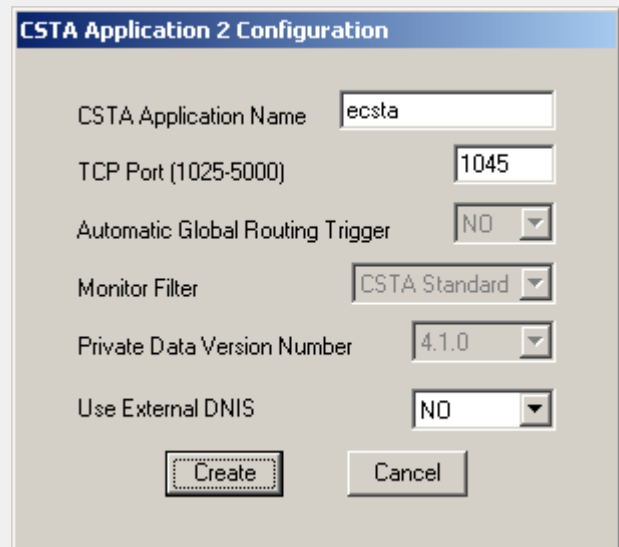 CSTA Application 2 Configuration
CSTA Application Name ecsta
TCP Port (1025-5000) 1045
Automatic Global Routing Trigger NO
Monitor Filter CSTA Standard
Private Data Version Number 4.1.0
Use External DNIS NO
Create Cancel